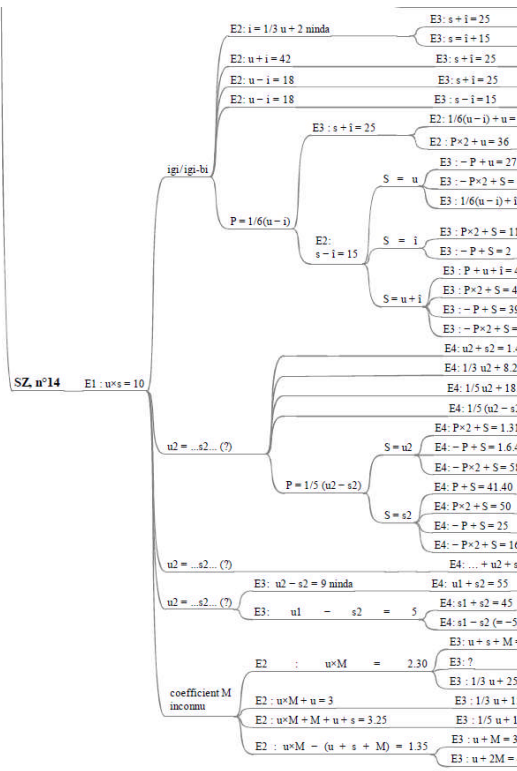 E2: i = 1/3 u + 2 ninda
E3: s + î = 25
E3: s = î + 15
E2: u + i = 42
E3: s + î = 25
E2: u − i = 18
E3: s + î = 25
E2: u − i = 18
E3 : s − î = 15
igi/igi-bi
P = 1/6(u − i)
E3 : s + î = 25
E2: 1/6(u − i) + u =
E2 : P×2 + u = 36
E2:
s − î = 15
S = u
E3 : − P + u = 27
E3 : − P×2 + S =
E3 : 1/6(u − i) + î
S = î
E3 : P×2 + S = 11
E3 : − P + S = 2
S = u + î
E3 : P + u + î = 4
E3 : P×2 + S = 4
E3 : − P + S = 39
E3 : − P×2 + S =
SZ, n°14
E1 : u×s = 10
u2 = ...s2... (?)
E4: u2 + s2 = 1.4
E4: 1/3 u2 + 8.2
E4: 1/5 u2 + 18
E4: 1/5 (u2 − s2
P = 1/5 (u2 − s2)
S = u2
E4: P×2 + S = 1.31
E4: − P + S = 1.6.4
E4: − P×2 + S = 58
S = s2
E4: P + S = 41.40
E4: P×2 + S = 50
E4: − P + S = 25
E4: − P×2 + S = 16
u2 = ...s2... (?)
E4: … + u2 + s
u2 = ...s2... (?)
E3: u2 − s2 = 9 ninda
E4: u1 + s2 = 55
E3: u1 − s2 = 5
E4: s1 + s2 = 45
E4: s1 − s2 (= −5
coefficient M
inconnu
E2 : u×M = 2.30
E3: u + s + M =
E3: ?
E3 : 1/3 u + 25
E2 : u×M + u = 3
E3 : 1/3 u + 1
E2 : u×M + M + u + s = 3.25
E3 : 1/5 u + 1
E2 : u×M − (u + s + M) = 1.35
E3 : u + M = 3
E3 : u + 2M =